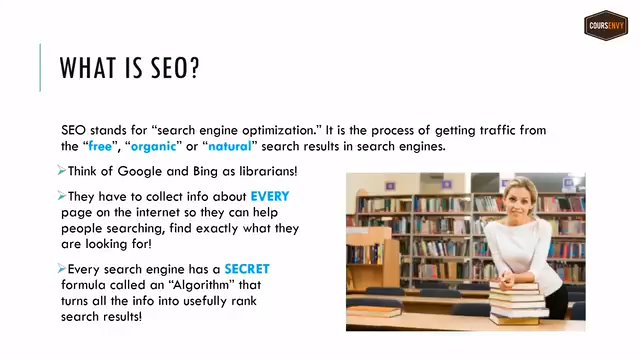 COURSENVY
WHAT IS SEO?
SEO stands for “search engine optimization.” It is the process of getting traffic from
the “free”, “organic” or “natural” search results in search engines.
Think of Google and Bing as librarians!
They have to collect info about EVERY
page on the internet so they can help
people searching, find exactly what they
are looking for!
Every search engine has a SECRET
formula called an “Algorithm” that
turns all the info into usefully rank
search results!